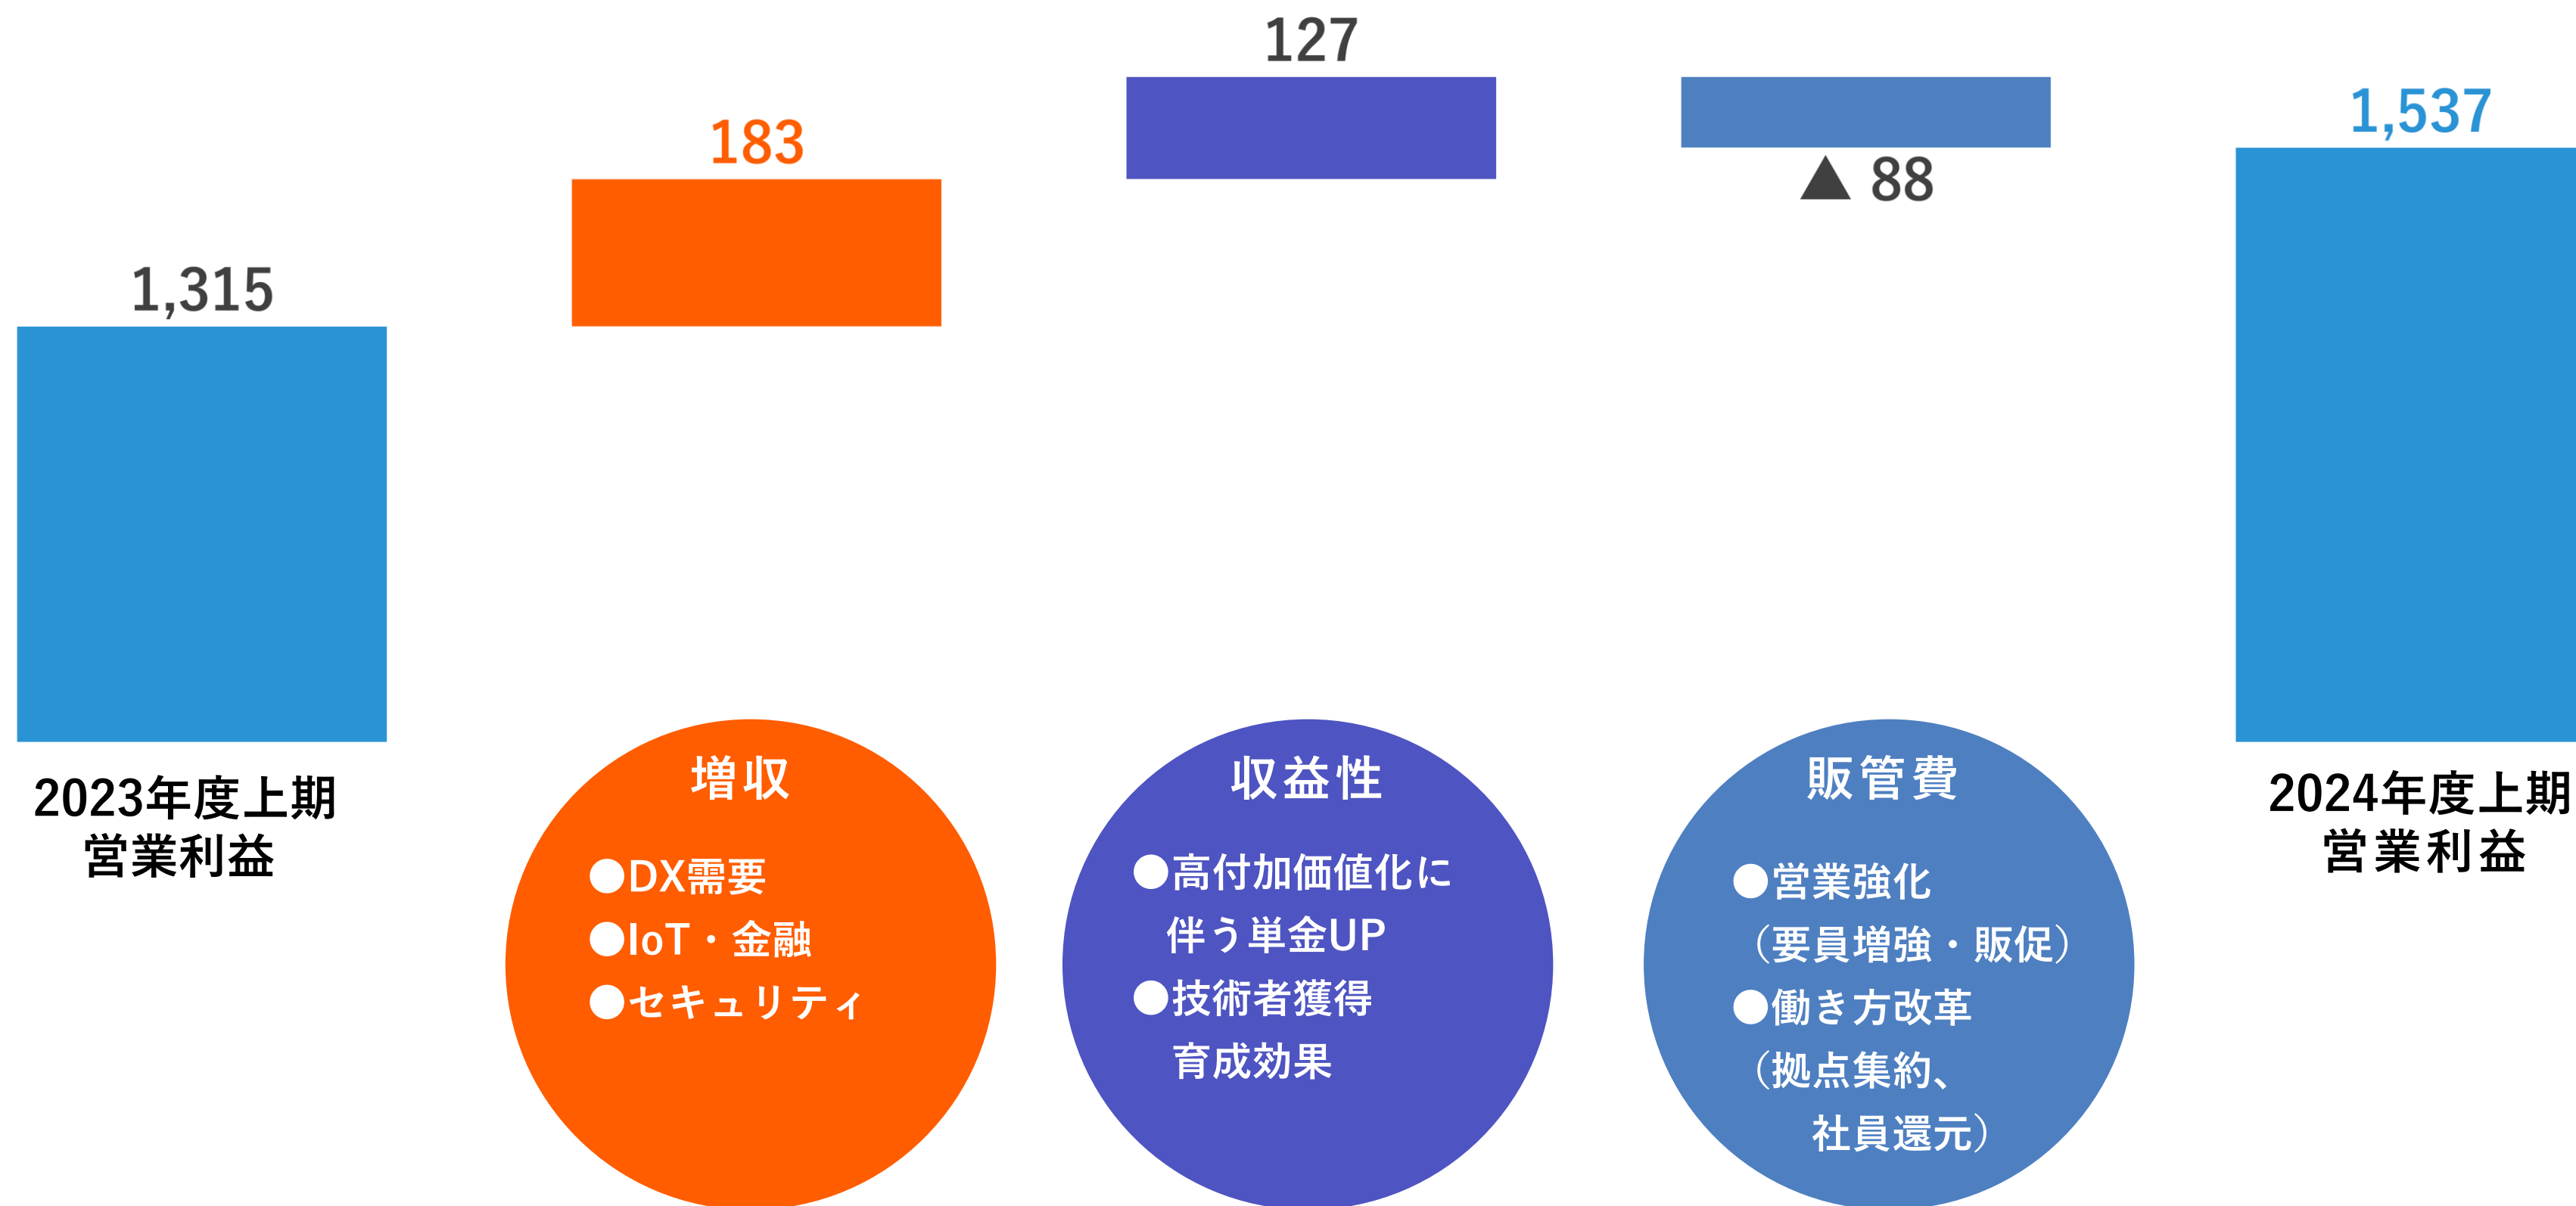 127
183
1,537
▲ 88
1,315
2023年度上期
営業利益
増収
●DX需要
●IoT・金融
●セキュリティ
収益性
●高付加価値化に
伴う単金UP
●技術者獲得
育成効果
販管費
●営業強化
（要員増強・販促）
●働き方改革
（拠点集約、
社員還元）
2024年度上期
営業利益